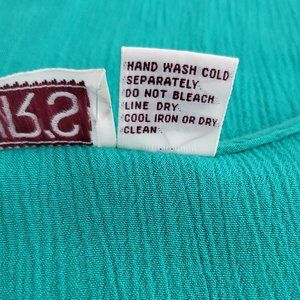 HAND WASH COLD
SEPARATELY.
DO NOT BLEACH
LINE DRY.
COOL IRON OR DRY
CLEAN.
R'S